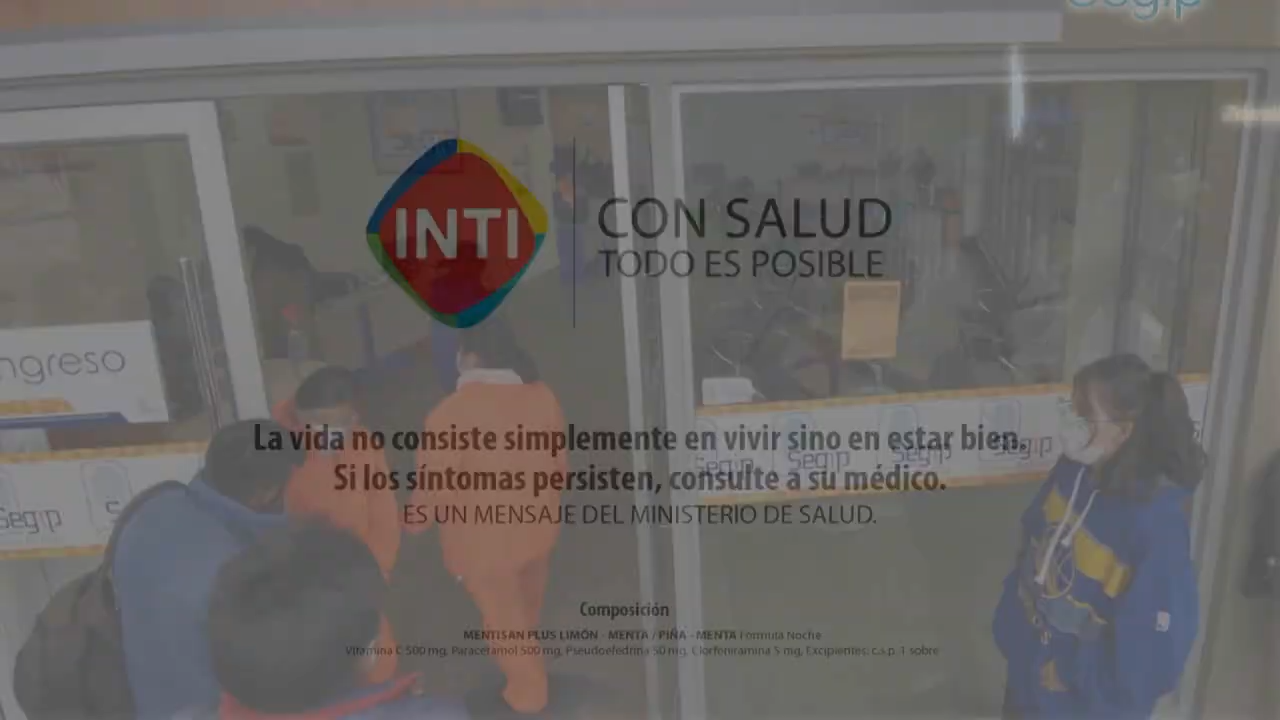 Segip
INTI
CON SALUD
TODO ES POSIBLE
ngreso
La vida no consiste simplemente en vivir sino en estar bien.
Si los síntomas persisten, consulte a su médico.
Segip Segip Segip Segip
Segip S
ES UN MENSAJE DEL MINISTERIO DE SALUD.
Composición
MENTISAN PLUS LIMÓN - MENTA / PIÑA - MENTA Fórmula Noche
Vitamina C 500 mg, Paracetamol 500 mg, Pseudoefedrina 50 mg, Clorfeniramina 5 mg, Excipientes: c.s.p. 1 sobre